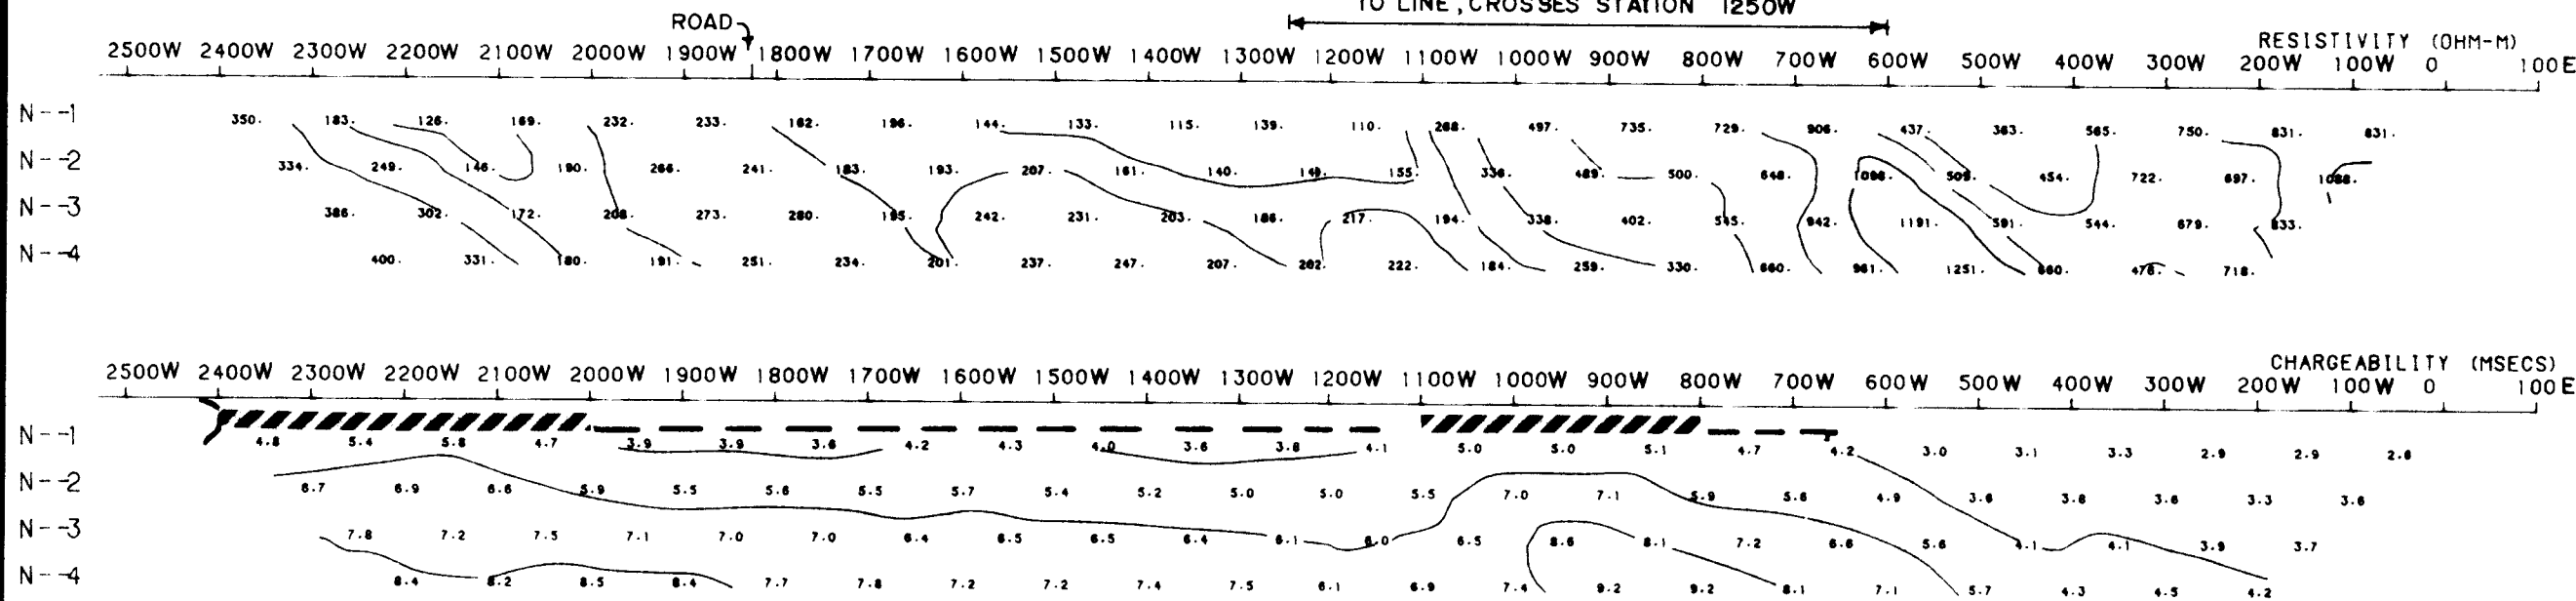 TO LINE, CROSSES STATION 1250W
ROAD
RESISTIVITY (OHM-M)
2500W 2400W 2300W 2200W 2100W 2000W 1900W 1800W 1700W 1600W 1500W 1400W 1300W 1200W 1100W 1000W 900W 800W 700W 600W 500W 400W 300W 200W 100W 0 100E
N--1 350. 183. 126. 169. 232. 233. 162. 196. 144. 133. 115. 139. 110. 268. 497. 735. 729. 906. 437. 363. 565. 750. 831. 831.
N--2 334. 249. 146. 190. 266. 241. 183. 193. 207. 161. 140. 149. 155. 336. 489. 500. 648. 1098. 509. 454. 722. 697. 1088.
N--3 386. 302. 172. 208. 273. 280. 195. 242. 231. 203. 186. 217. 194. 338. 402. 545. 942. 1191. 591. 544. 679. 833.
N--4 400. 331. 180. 191. 251. 234. 201. 237. 247. 207. 202. 222. 184. 259. 330. 660. 961. 1251. 660. 476. 718.
CHARGEABILITY (MSECS)
2500W 2400W 2300W 2200W 2100W 2000W 1900W 1800W 1700W 1600W 1500W 1400W 1300W 1200W 1100W 1000W 900W 800W 700W 600W 500W 400W 300W 200W 100W 0 100E
N--1 4.8 5.4 5.8 4.7 3.9 3.9 3.6 4.2 4.3 4.0 3.6 3.8 4.1 5.0 5.0 5.1 4.7 4.2 3.0 3.1 3.3 2.9 2.9 2.6
N--2 6.7 6.9 6.6 5.9 5.5 5.6 5.5 5.7 5.4 5.2 5.0 5.0 5.5 7.0 7.1 5.9 5.6 4.9 3.6 3.8 3.6 3.3 3.6
N--3 7.8 7.2 7.5 7.1 7.0 7.0 6.4 6.5 6.5 6.4 6.1 6.0 6.5 8.6 8.1 7.2 6.6 5.6 4.1 4.1 3.9 3.7
N--4 8.4 8.2 8.5 8.4 7.7 7.8 7.2 7.2 7.4 7.5 6.1 6.9 7.4 9.2 9.2 8.1 7.1 5.7 4.3 4.5 4.2